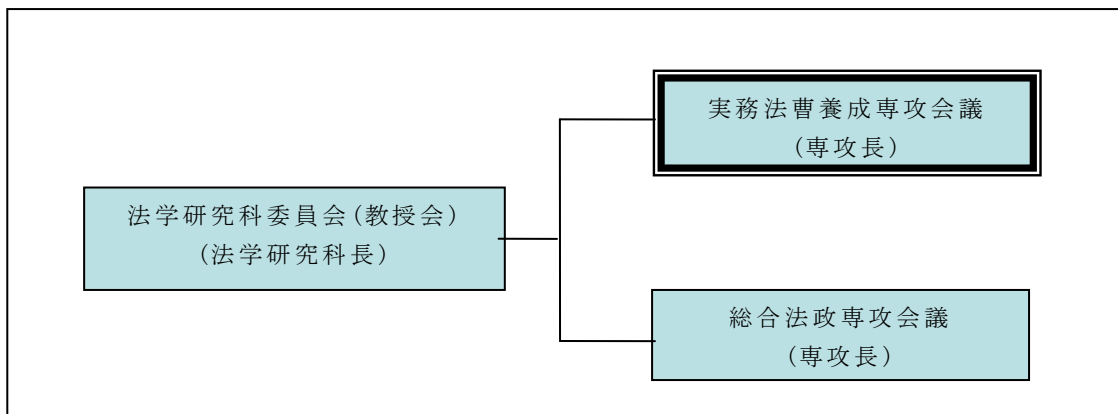 実務法曹養成専攻会議
(専攻長)
法学研究科委員会(教授会)
(法学研究科長)
総合法政専攻会議
(専攻長)